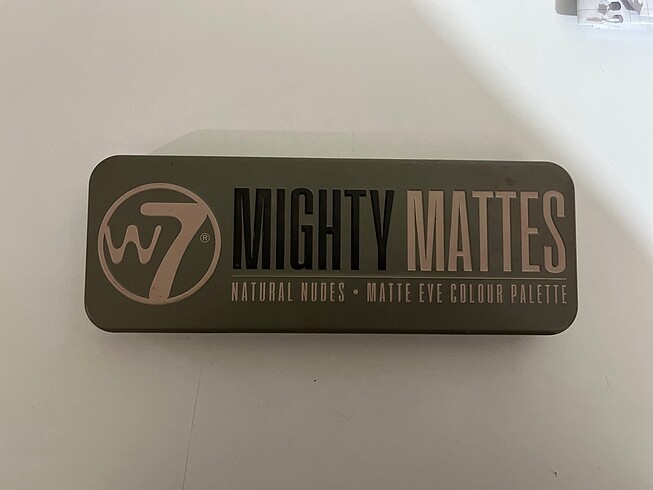 W7®
MIGHTY MATTES
NATURAL NUDES • MATTE EYE COLOUR PALETTE